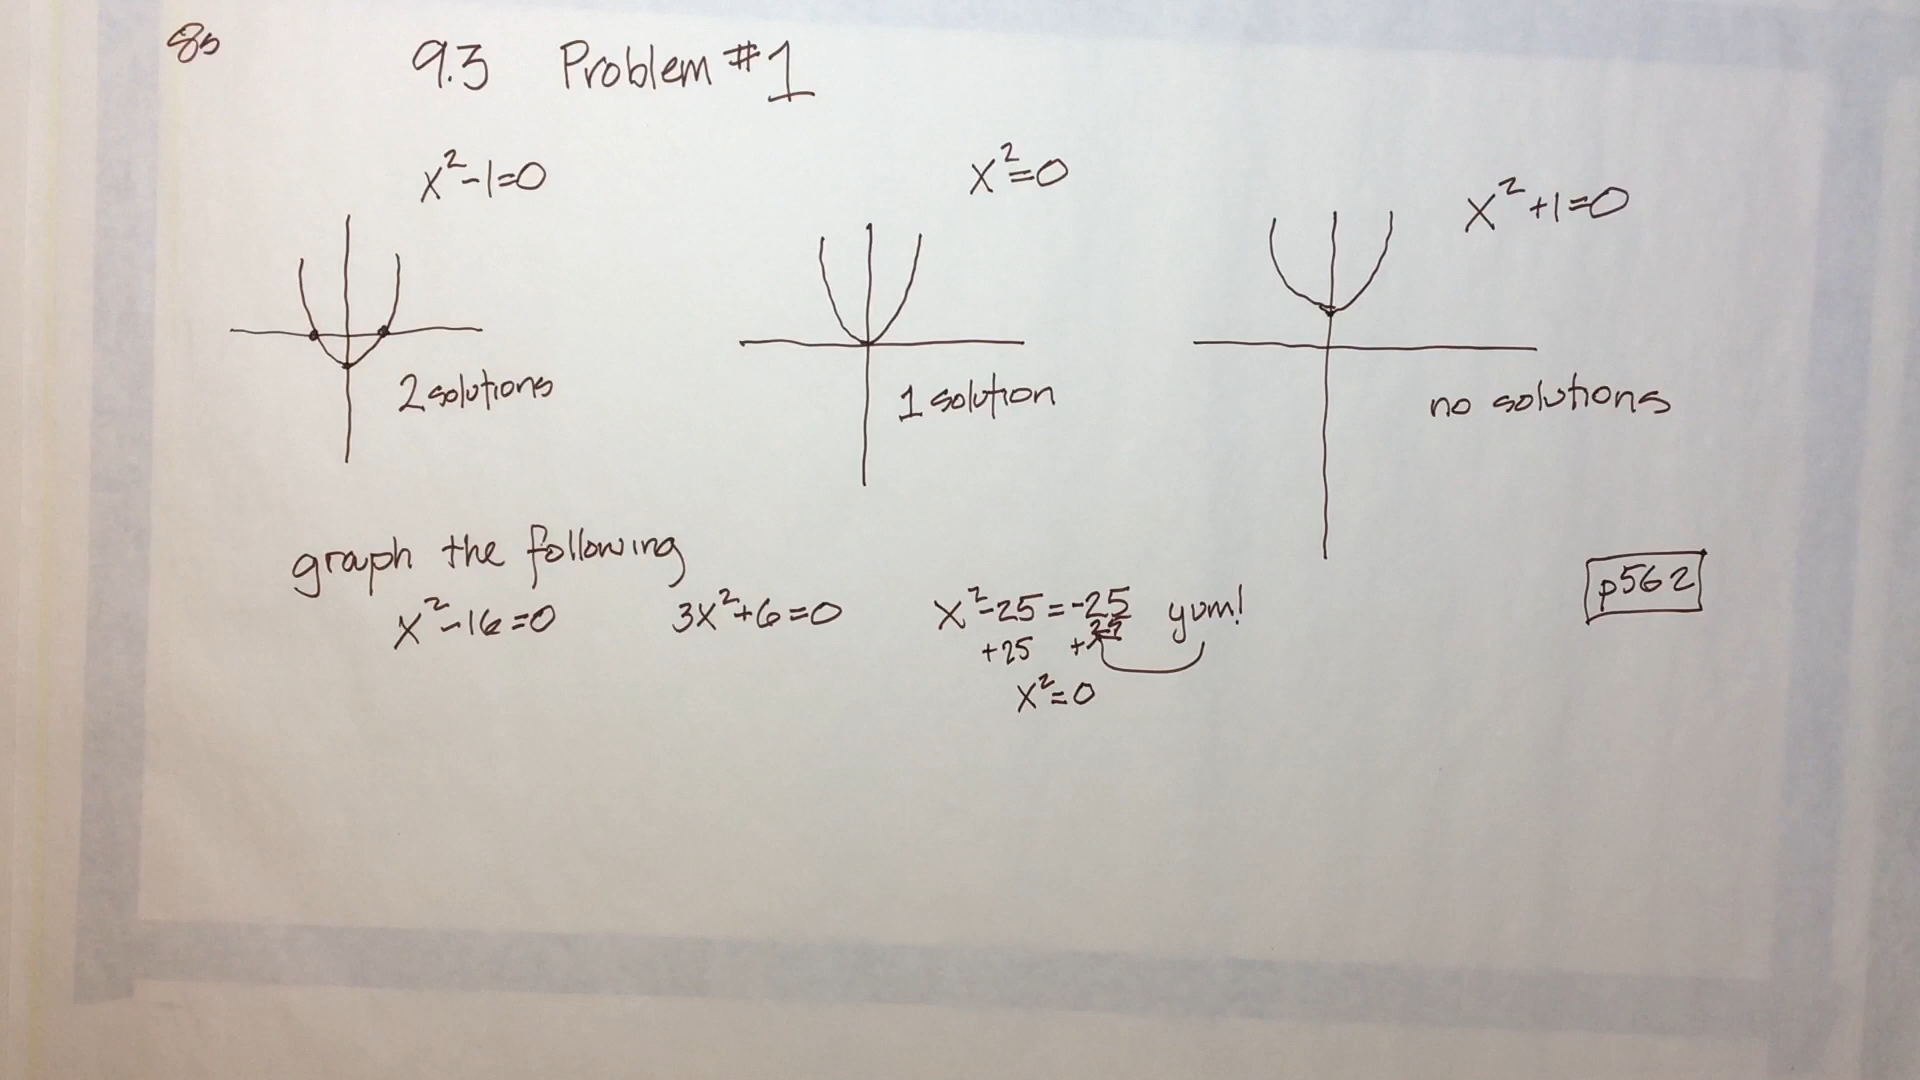 9.3 Problem #1
x²-1=0
x²=0
x²+1=0
2 solutions
1 solution
no solutions
graph the following
p562
x²-16=0
3x²+6=0
x²-25=-25 yum!
+25 +25
x²=0